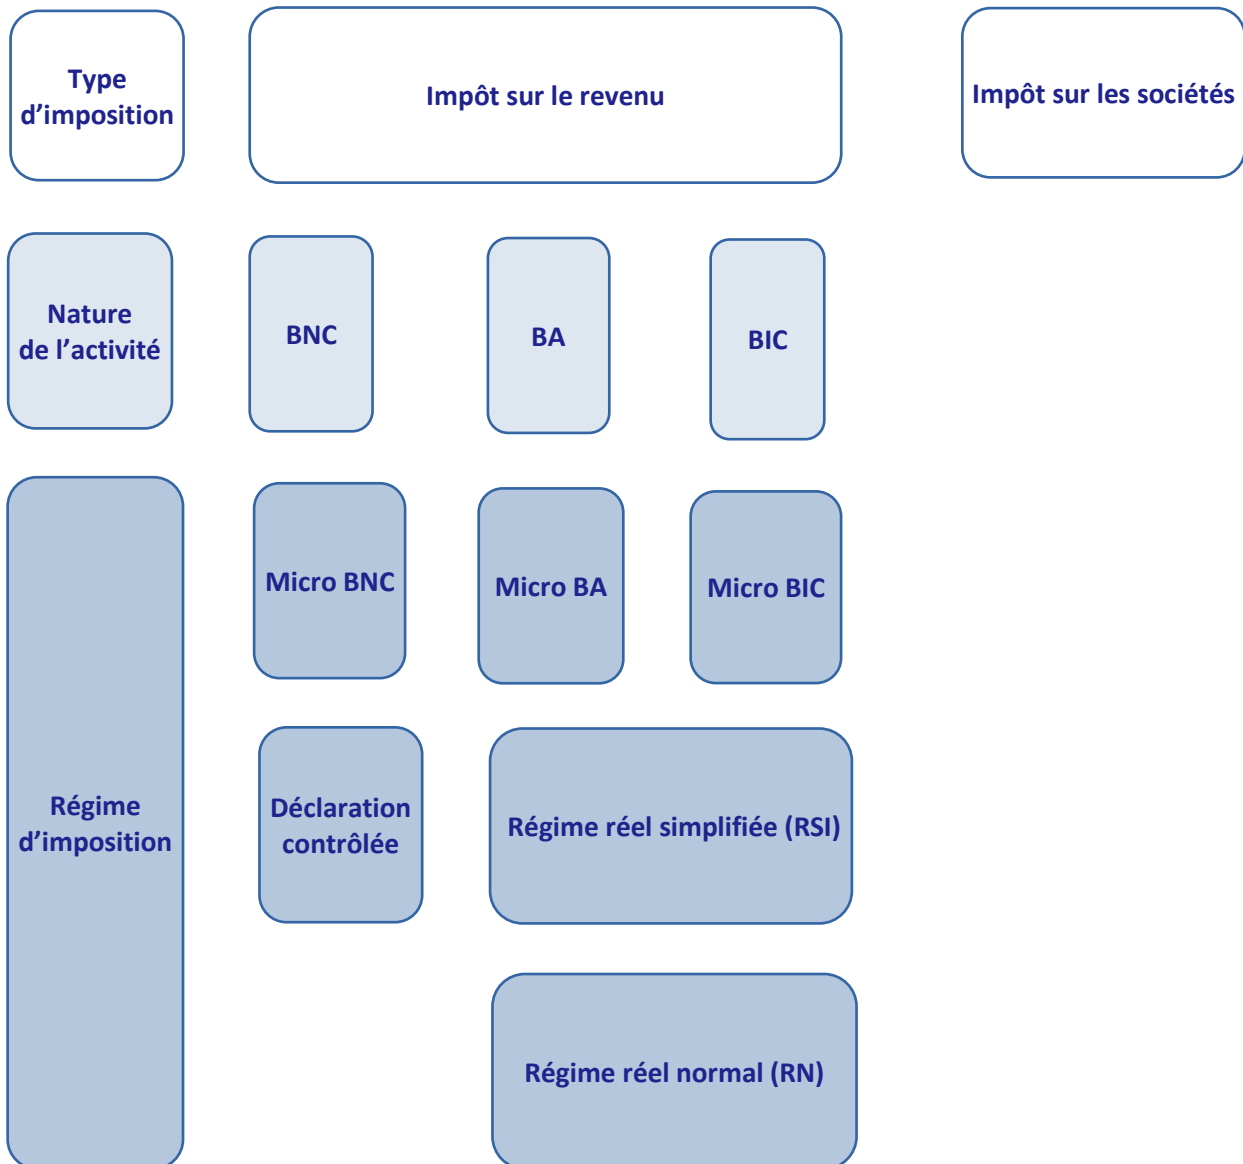 Type
d’imposition
Impôt sur le revenu
Impôt sur les sociétés
Nature
de l’activité
BNC
BA
BIC
Régime
d’imposition
Micro BNC
Micro BA
Micro BIC
Déclaration
contrôlée
Régime réel simplifiée (RSI)
Régime réel normal (RN)